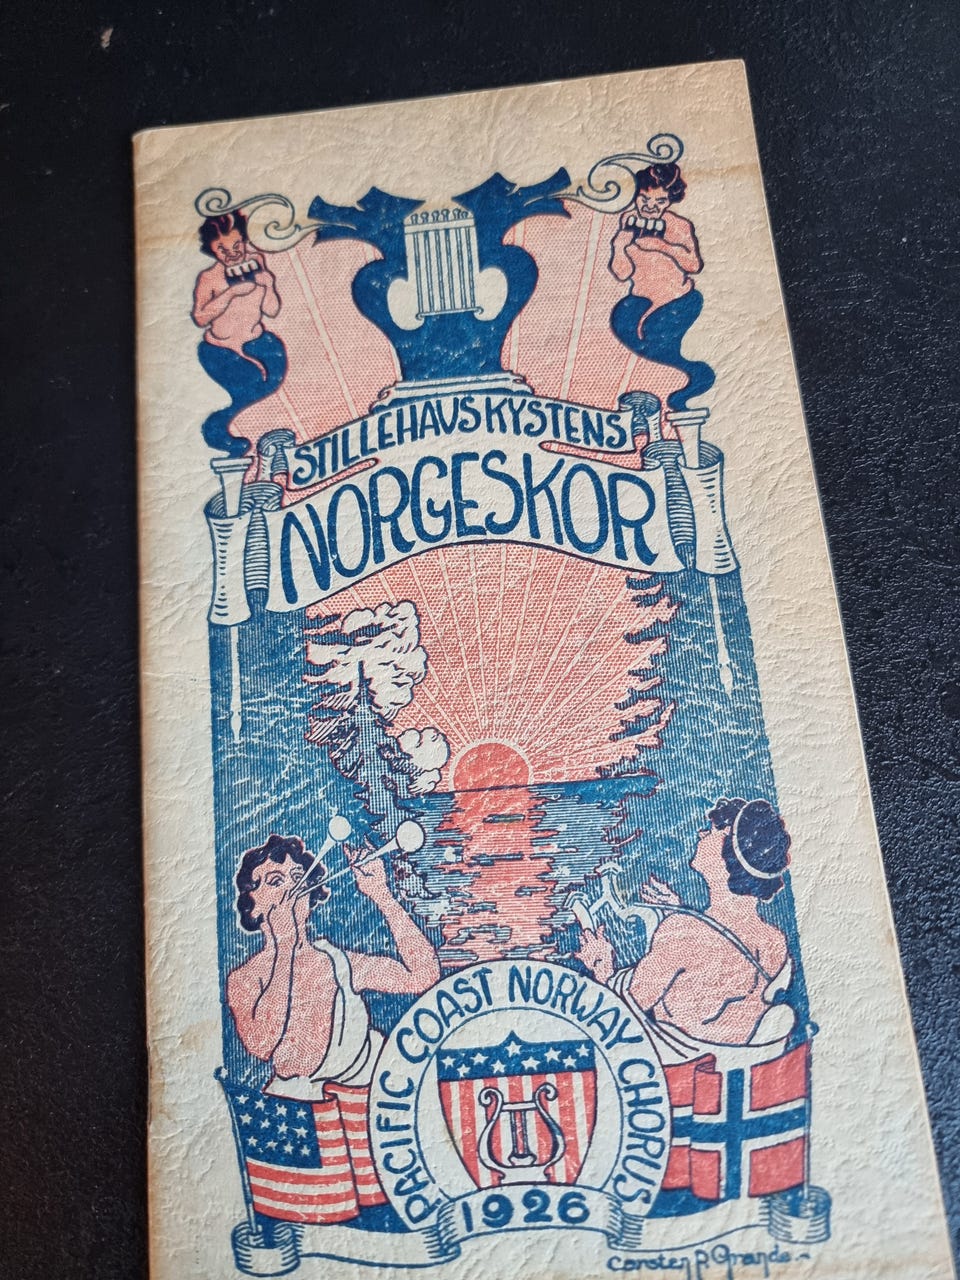 STILLEHAVSKYSTENS
NORGESKOR
PACIFIC COAST NORWAY CHORUS
1926
Carsten P. Grande